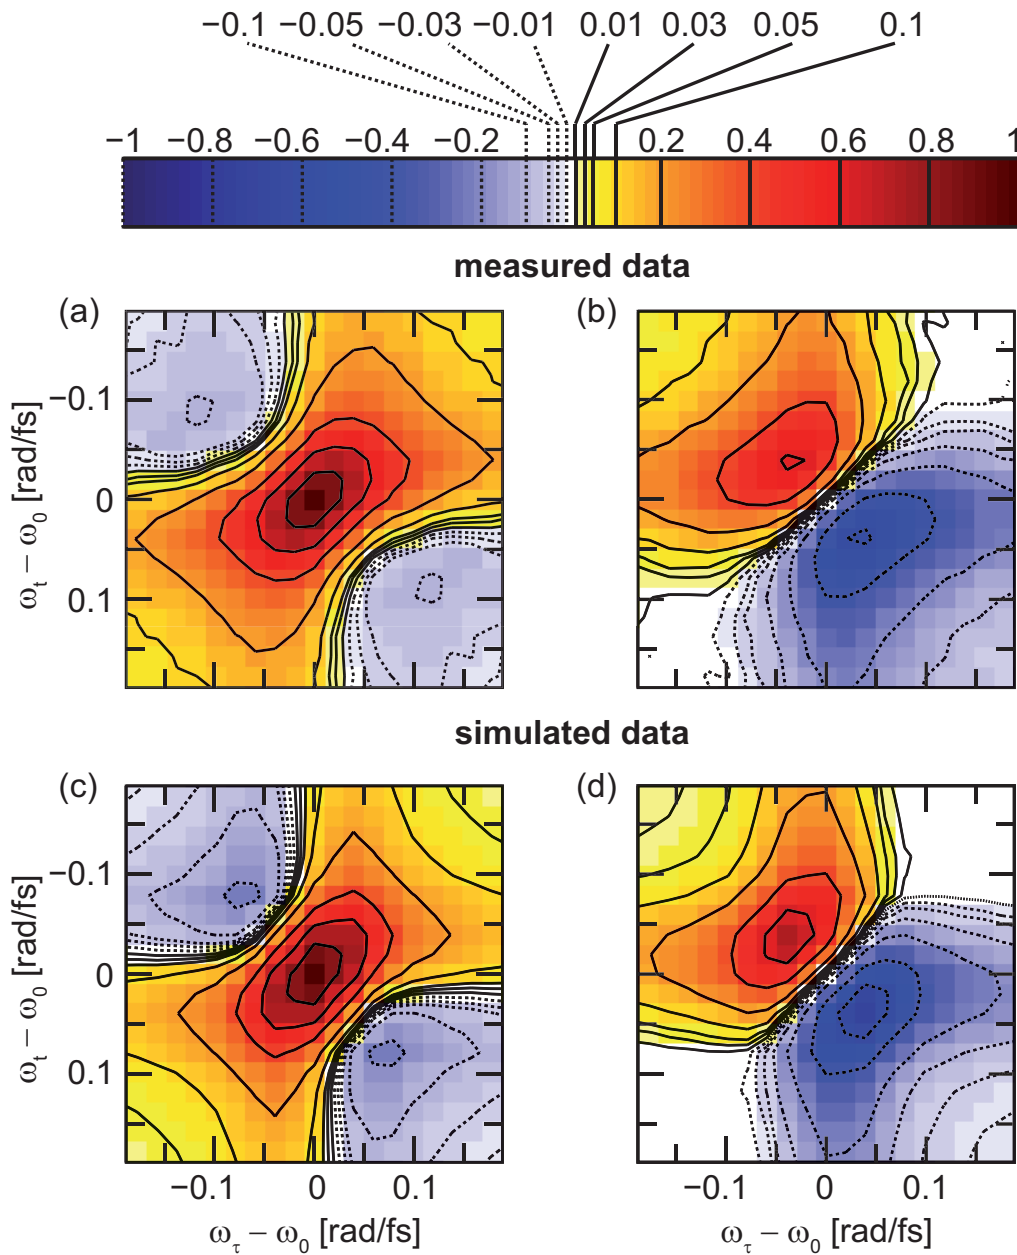 −0.1 −0.05 −0.03 −0.01 0.01 0.03 0.05 0.1
−1 −0.8 −0.6 −0.4 −0.2 0.2 0.4 0.6 0.8 1
measured data
(a) (b)
−0.1
0
0.1
ω_t − ω_0 [rad/fs]
simulated data
(c) (d)
−0.1
0
0.1
ω_t − ω_0 [rad/fs]
−0.1 0 0.1 −0.1 0 0.1
ω_τ − ω_0 [rad/fs] ω_τ − ω_0 [rad/fs]